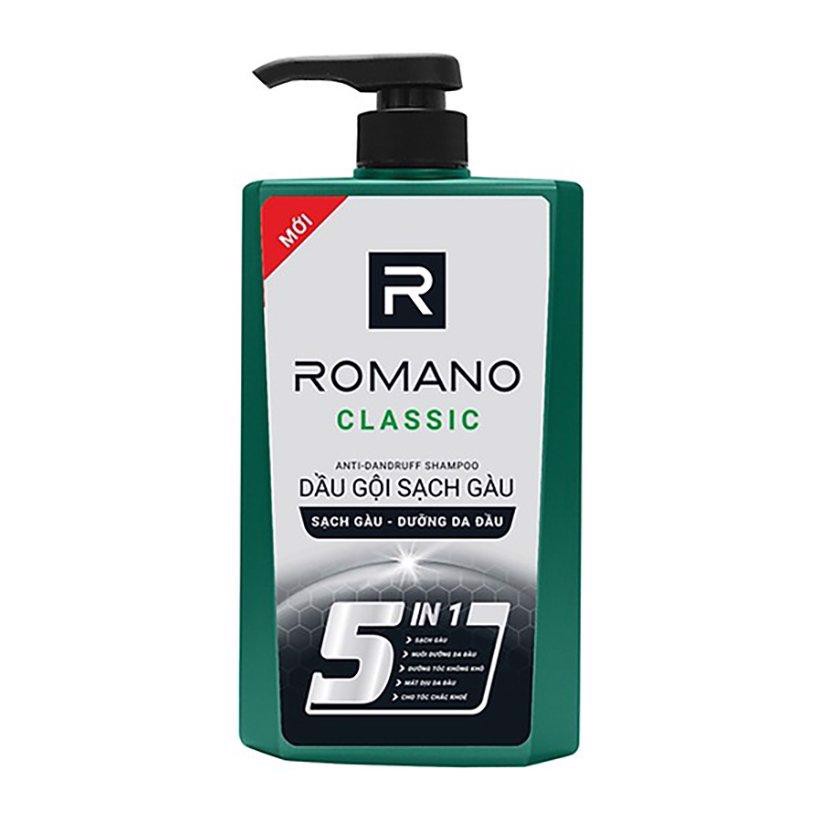 MỚI
R
ROMANO
CLASSIC
ANTI-DANDRUFF SHAMPOO
DẦU GỘI SẠCH GÀU
SẠCH GÀU - DƯỠNG DA ĐẦU
5 IN 1
SẠCH GÀU
NUÔI DƯỠNG DA ĐẦU
DƯỠNG TÓC KHÔNG KHÔ
MÁT DỊU DA ĐẦU
CHO TÓC CHẮC KHOẺ